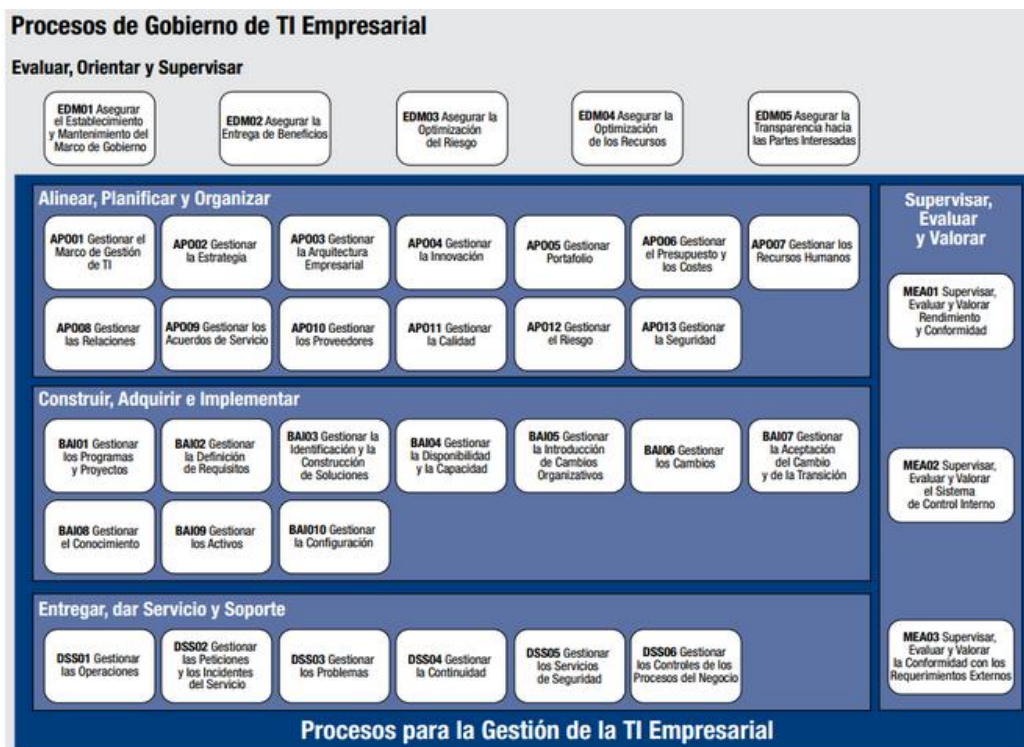 Procesos de Gobierno de TI Empresarial
Evaluar, Orientar y Supervisar
EDM01 Asegurar
el Establecimiento
y Mantenimiento del
Marco de Gobierno
EDM02 Asegurar la
Entrega de Beneficios
EDM03 Asegurar la
Optimización
del Riesgo
EDM04 Asegurar la
Optimización
de los Recursos
EDM05 Asegurar la
Transparencia hacia
las Partes Interesadas
Alinear, Planificar y Organizar
APO01 Gestionar el
Marco de Gestión
de TI
APO02 Gestionar
la Estrategia
APO03 Gestionar
la Arquitectura
Empresarial
APO04 Gestionar
la Innovación
APO05 Gestionar
Portafolio
APO06 Gestionar
el Presupuesto y
los Costes
APO07 Gestionar los
Recursos Humanos
APO08 Gestionar
las Relaciones
APO09 Gestionar los
Acuerdos de Servicio
APO10 Gestionar
los Proveedores
APO11 Gestionar
la Calidad
APO12 Gestionar
el Riesgo
APO13 Gestionar
la Seguridad
Construir, Adquirir e Implementar
BAI01 Gestionar
los Programas
y Proyectos
BAI02 Gestionar
la Definición
de Requisitos
BAI03 Gestionar la
Identificación y la
Construcción
de Soluciones
BAI04 Gestionar
la Disponibilidad
y la Capacidad
BAI05 Gestionar
la Introducción
de Cambios
Organizativos
BAI06 Gestionar
los Cambios
BAI07 Gestionar
la Aceptación
del Cambio
y de la Transición
BAI08 Gestionar
el Conocimiento
BAI09 Gestionar
los Activos
BAI010 Gestionar
la Configuración
Entregar, dar Servicio y Soporte
DSS01 Gestionar
las Operaciones
DSS02 Gestionar
las Peticiones
y los Incidentes
del Servicio
DSS03 Gestionar
los Problemas
DSS04 Gestionar
la Continuidad
DSS05 Gestionar
los Servicios
de Seguridad
DSS06 Gestionar
los Controles de los
Procesos del Negocio
Supervisar,
Evaluar
y Valorar
MEA01 Supervisar,
Evaluar y Valorar
Rendimiento
y Conformidad
MEA02 Supervisar,
Evaluar y Valorar
el Sistema
de Control Interno
MEA03 Supervisar,
Evaluar y Valorar
la Conformidad con los
Requerimientos Externos
Procesos para la Gestión de la TI Empresarial